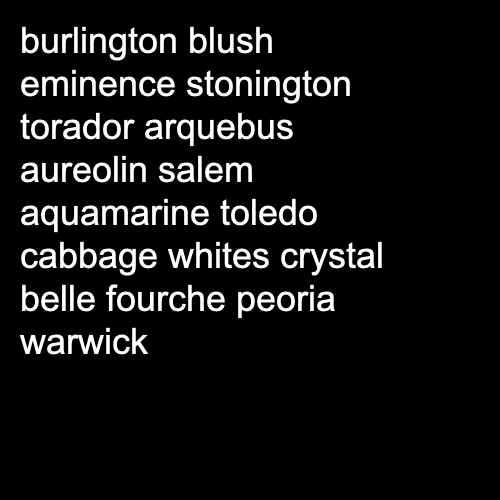 burlington blush
eminence stonington
torador arquebus
aureolin salem
aquamarine toledo
cabbage whites crystal
belle fourche peoria
warwick